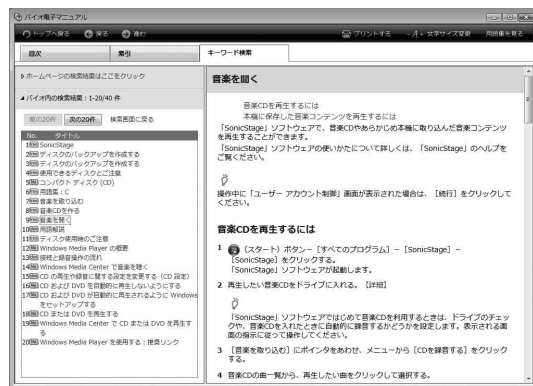 バイオ電子マニュアル
トップへ戻る 戻る 進む プリントする -A+ 文字サイズ変更 用語集を見る
目次 索引 キーワード検索
ホームページの検索結果はここをクリック
バイオ内の検索結果：1-20/40 件
前の20件 次の20件 検索画面に戻る
No. タイトル
1 SonicStage
2 ディスクのバックアップを作成する
3 ディスクのバックアップを作成する
4 使用できるディスクとご注意
5 コンパクト ディスク (CD)
6 用語集：C
7 音楽を取り込む
8 音楽CDを作る
9 音楽を聞く
10 用語解説
11 ディスク使用時のご注意
12 Windows Media Player の概要
13 接続と録音操作の流れ
14 Windows Media Center で音楽を聴く
15 CD の再生や録音に関する設定を変更する（CD 設定）
16 CD および DVD を自動的に再生しないようにする
17 CD および DVD が自動的に再生されるように Windows
をセットアップする
18 CD または DVD を再生する
19 Windows Media Center で CD または DVD を再生す
る
20 Windows Media Player を使用する：推奨リンク
音楽を聞く
音楽CDを再生するには
本機に保存した音楽コンテンツを再生するには
「SonicStage」ソフトウェアで、音楽CDやあらかじめ本機に取り込んだ音楽コンテンツ
を再生することができます。
「SonicStage」ソフトウェアの使いかたについて詳しくは、「SonicStage」のヘルプを
ご覧ください。
操作中に「ユーザー アカウント制御」画面が表示された場合は、［続行］をクリックして
ください。
音楽CDを再生するには
1 （スタート）ボタン－［すべてのプログラム］－［SonicStage］－
［SonicStage］をクリックする。
「SonicStage」ソフトウェアが起動します。
2 再生したい音楽CDをドライブに入れる。［詳細］
「SonicStage」ソフトウェアではじめて音楽CDを利用するときは、ドライブのチェッ
クや、音楽CDを入れたときに自動的に録音するかどうかを設定します。表示される画
面の指示に従って操作してください。
3 ［音楽を取り込む］にポインタをあわせ、メニューから［CDを録音する］をクリック
する。
4 音楽CDの曲一覧から、再生したい曲をクリックして選択する。